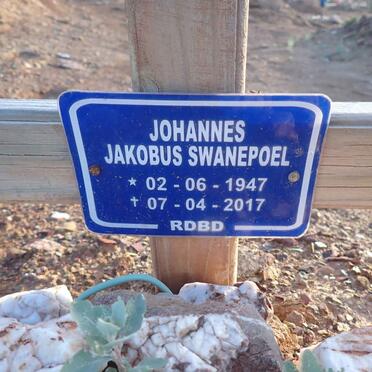 JOHANNES
JAKOBUS SWANEPOEL
★ 02 - 06 - 1947
✝ 07 - 04 - 2017
RDBD